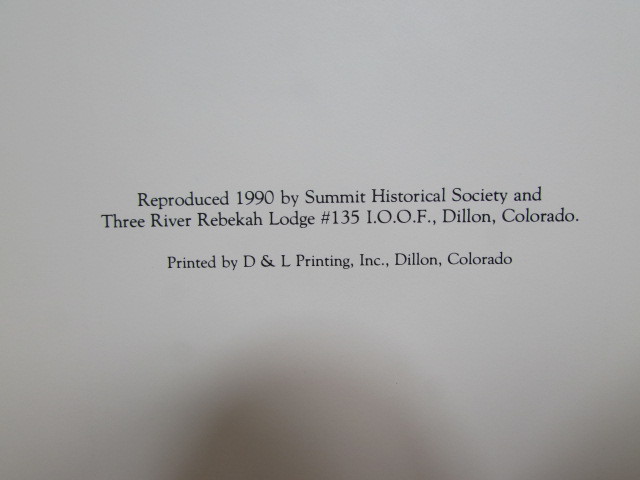 Reproduced 1990 by Summit Historical Society and
Three River Rebekah Lodge #135 I.O.O.F., Dillon, Colorado.
Printed by D & L Printing, Inc., Dillon, Colorado